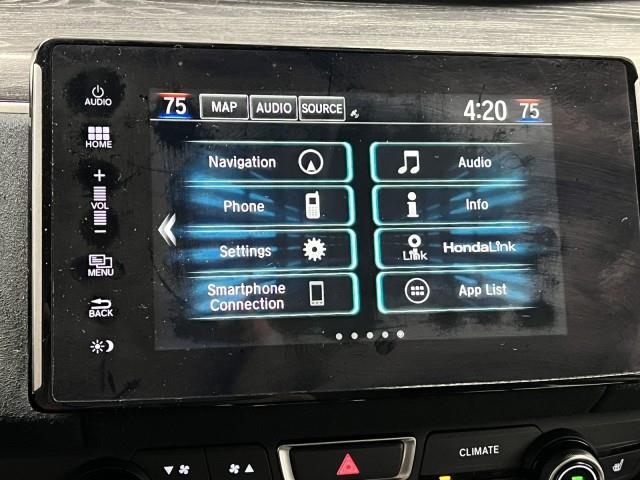 AUDIO
HOME
+
VOL
−
MENU
BACK
75 MAP AUDIO SOURCE 4:20 75
Navigation
Audio
Phone
Info
Settings
Link HondaLink
Smartphone
Connection
App List
CLIMATE